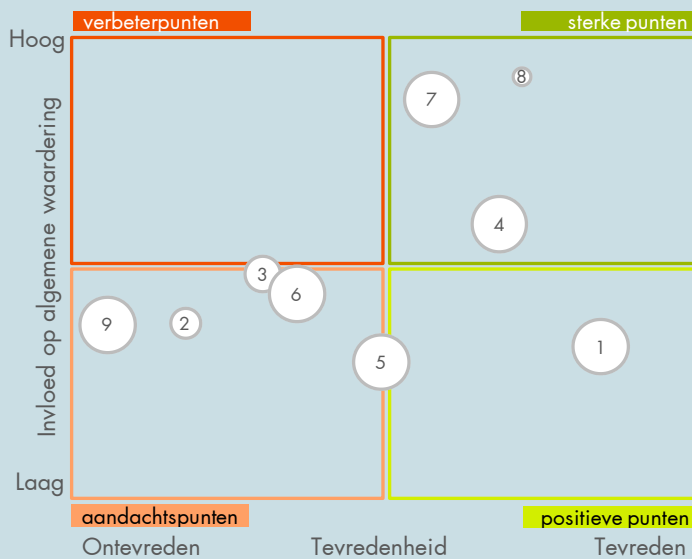 verbeterpunten
sterke punten
Hoog
8
7
Invloed op algemene waardering
4
3
6
9
2
1
5
Laag
aandachtspunten
positieve punten
Ontevreden
Tevredenheid
Tevreden